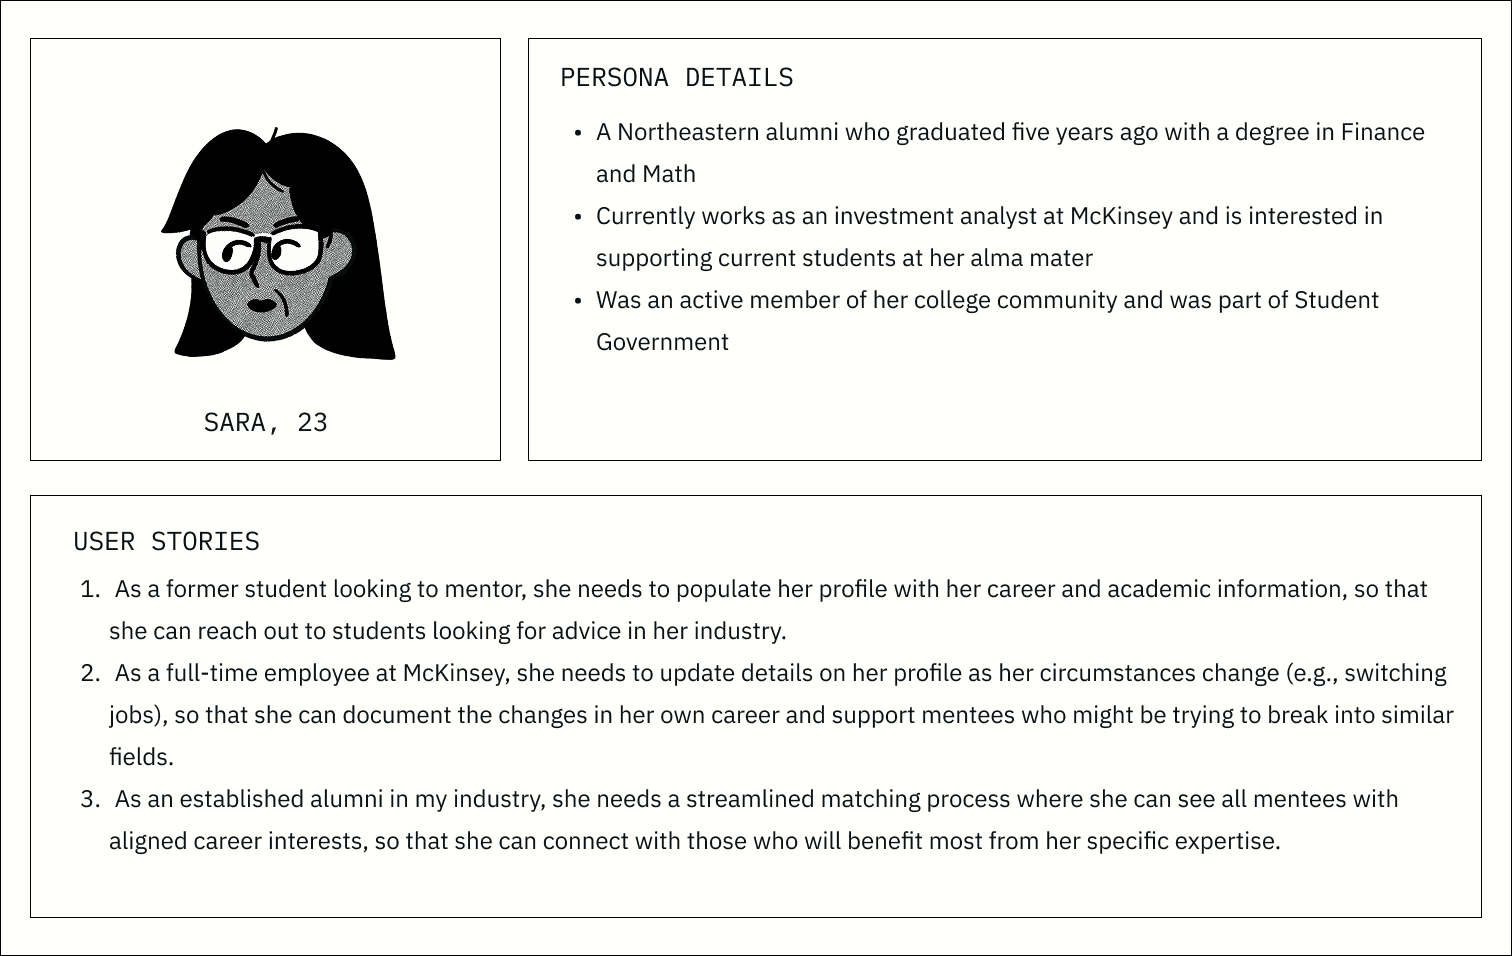 SARA, 23
PERSONA DETAILS
• A Northeastern alumni who graduated five years ago with a degree in Finance
and Math
• Currently works as an investment analyst at McKinsey and is interested in
supporting current students at her alma mater
• Was an active member of her college community and was part of Student
Government
USER STORIES
1. As a former student looking to mentor, she needs to populate her profile with her career and academic information, so that
she can reach out to students looking for advice in her industry.
2. As a full-time employee at McKinsey, she needs to update details on her profile as her circumstances change (e.g., switching
jobs), so that she can document the changes in her own career and support mentees who might be trying to break into similar
fields.
3. As an established alumni in my industry, she needs a streamlined matching process where she can see all mentees with
aligned career interests, so that she can connect with those who will benefit most from her specific expertise.